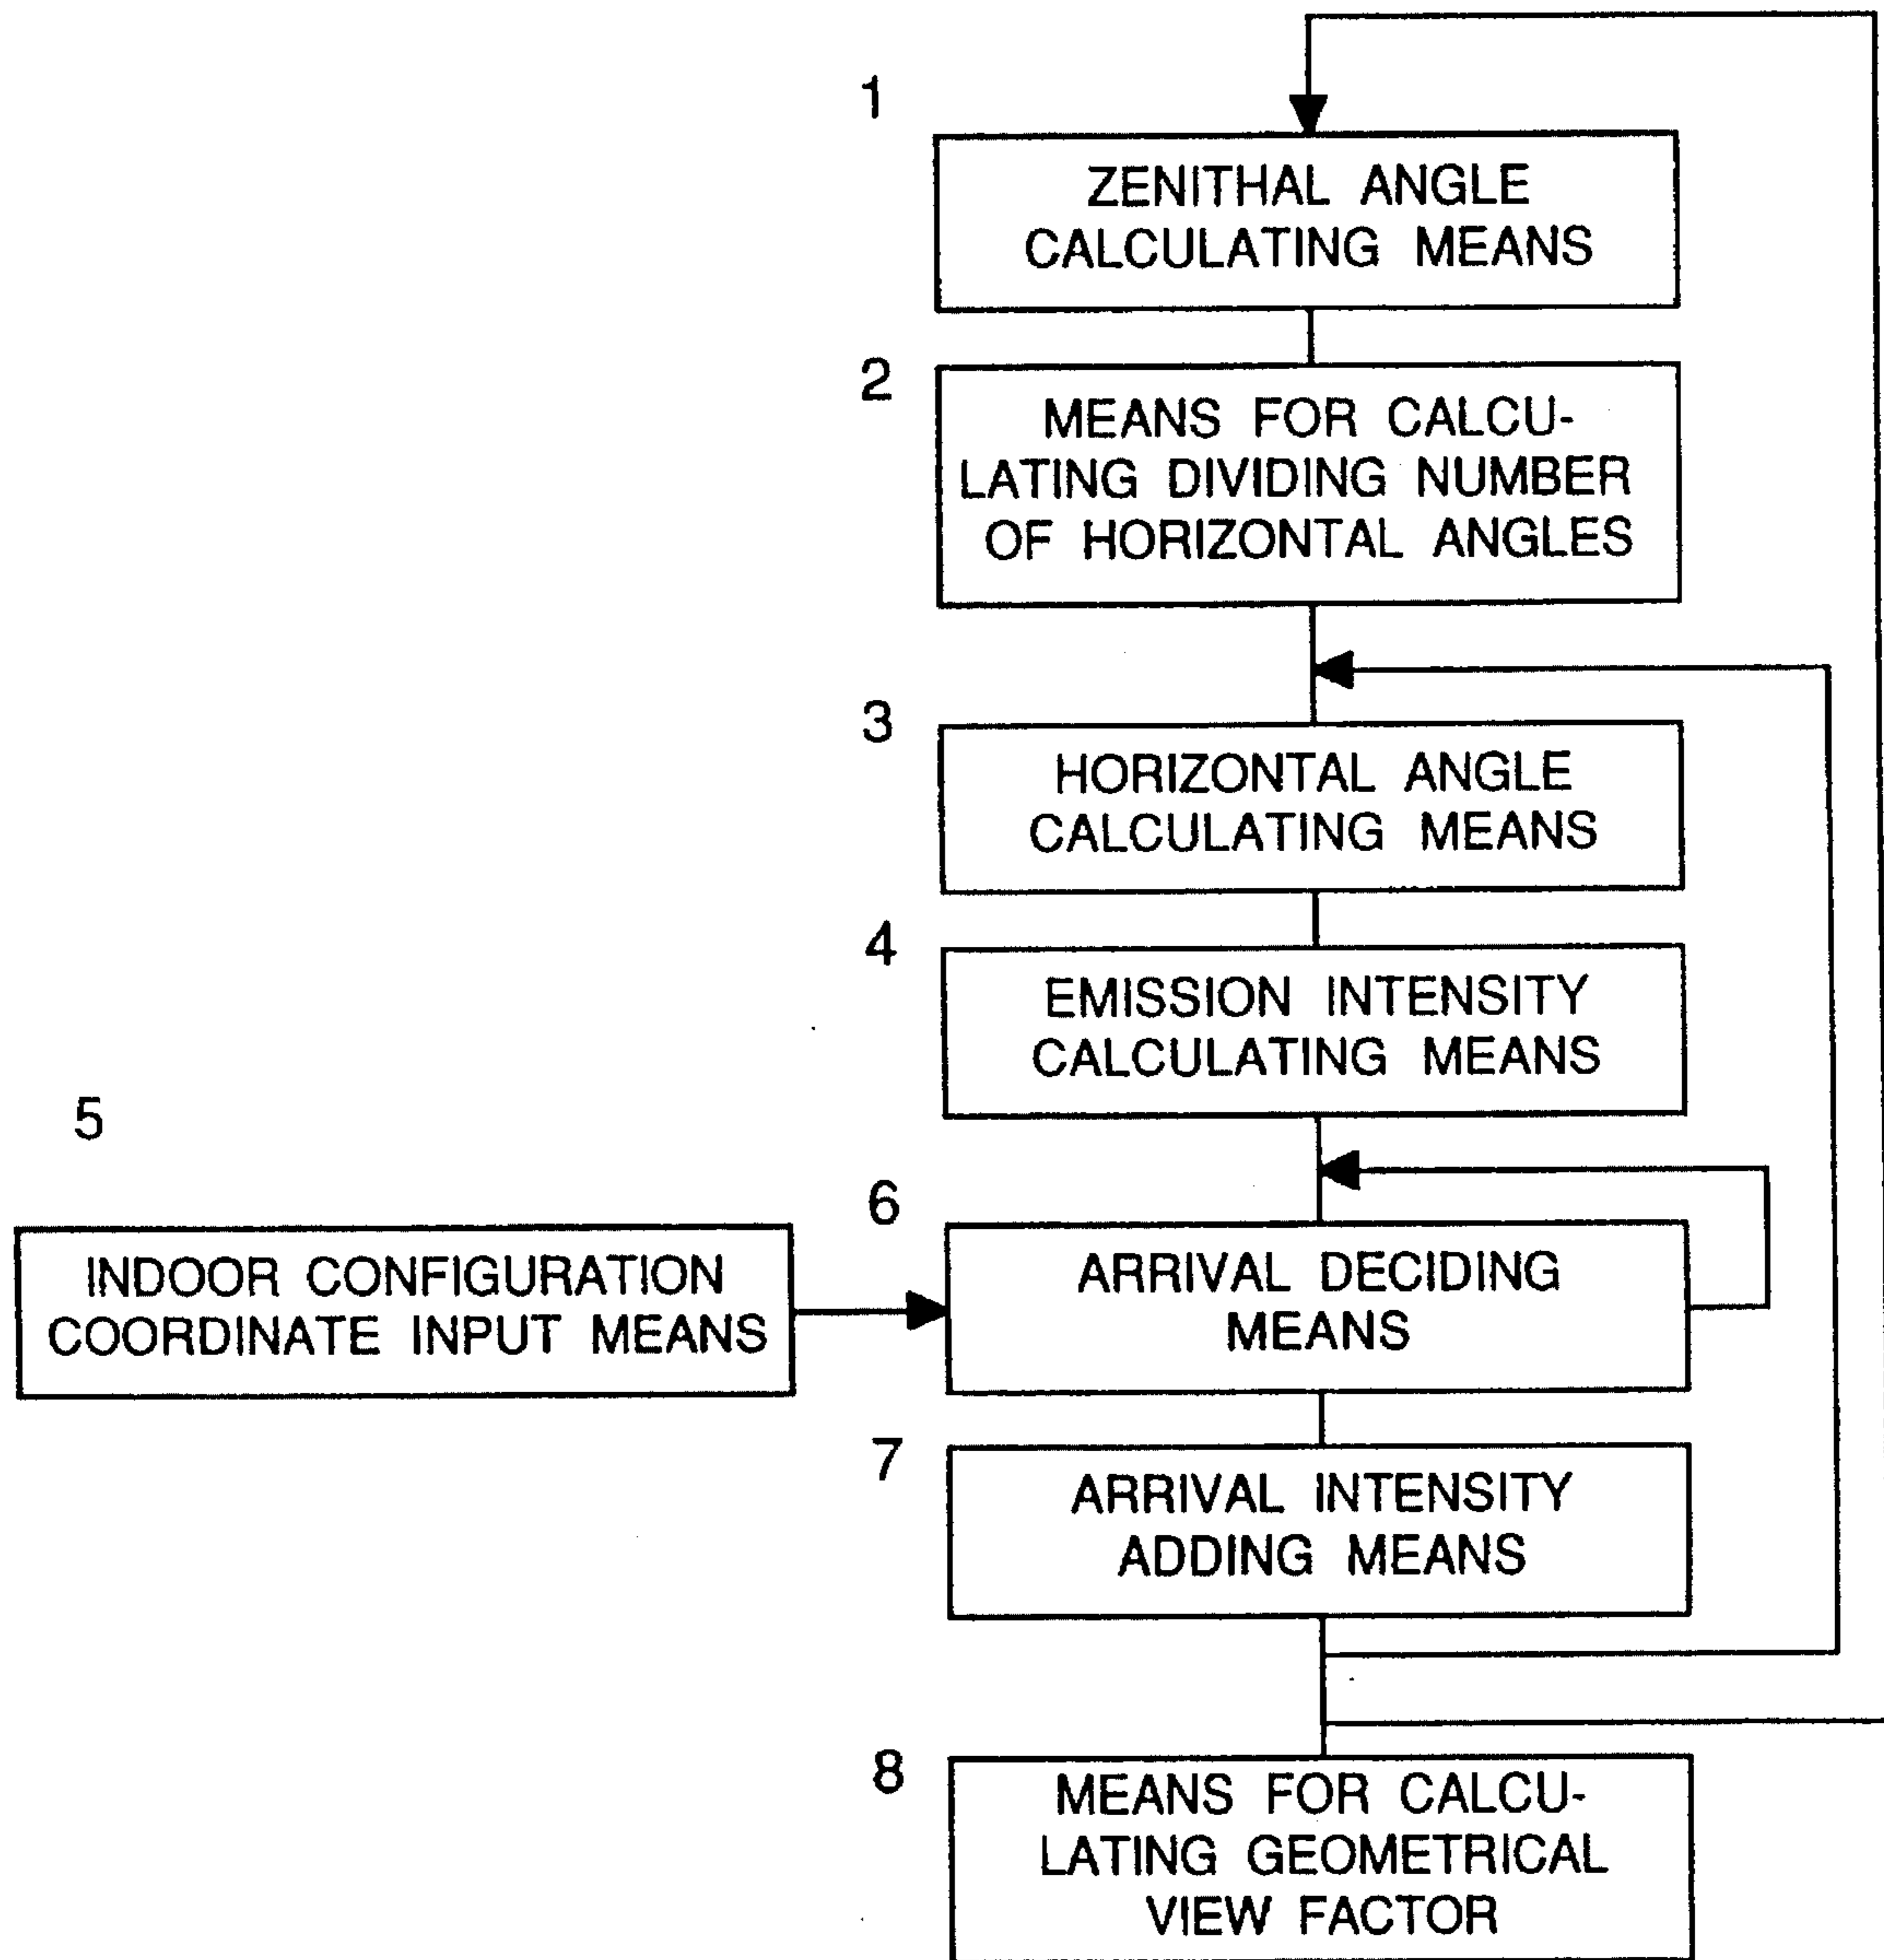 1
ZENITHAL ANGLE
CALCULATING MEANS
2
MEANS FOR CALCU-
LATING DIVIDING NUMBER
OF HORIZONTAL ANGLES
3
HORIZONTAL ANGLE
CALCULATING MEANS
4
EMISSION INTENSITY
CALCULATING MEANS
5
INDOOR CONFIGURATION
COORDINATE INPUT MEANS
6
ARRIVAL DECIDING
MEANS
7
ARRIVAL INTENSITY
ADDING MEANS
8
MEANS FOR CALCU-
LATING GEOMETRICAL
VIEW FACTOR